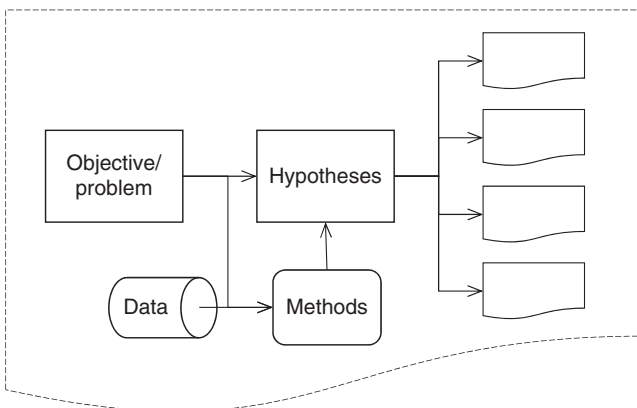 Objective/
problem
Hypotheses
Data
Methods